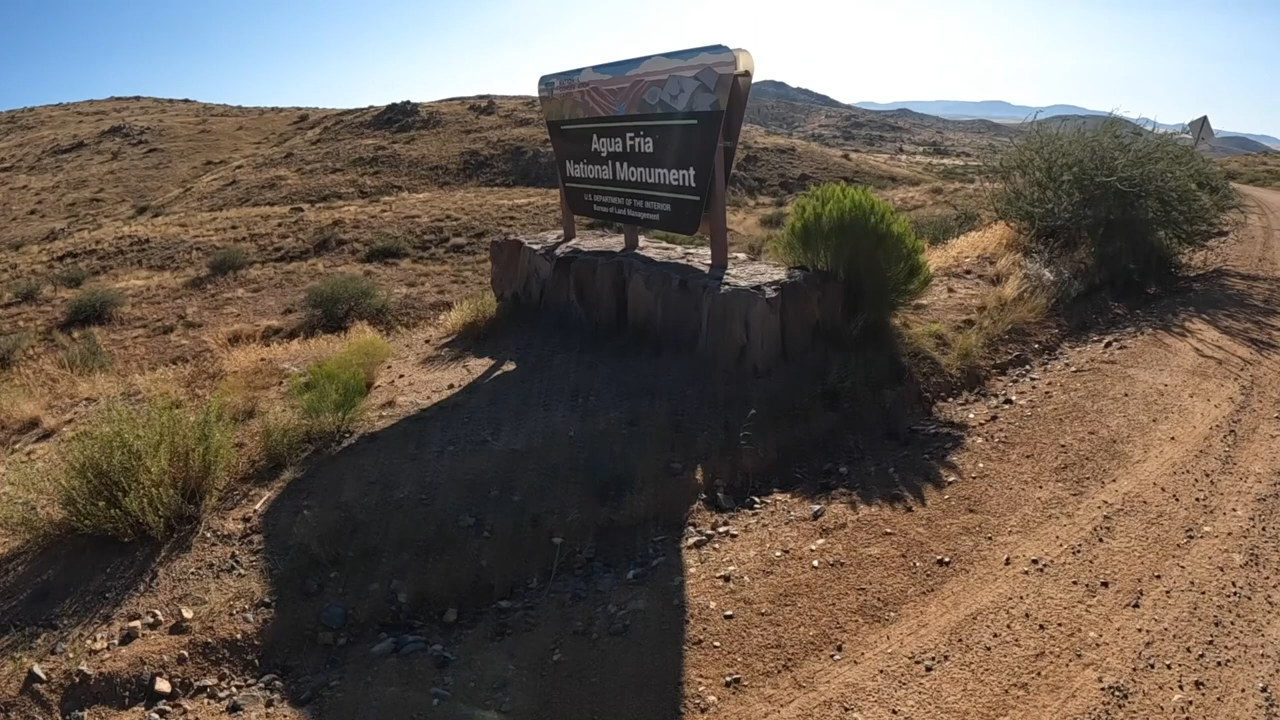 Agua Fria
National Monument
U.S. DEPARTMENT OF THE INTERIOR
Bureau of Land Management